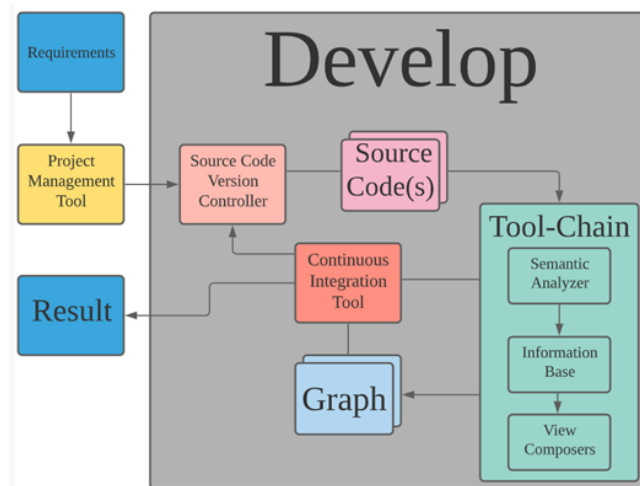 Requirements
Develop
Project
Management
Tool
Source Code
Version
Controller
Source
Code(s)
Tool-Chain
Semantic
Analyzer
Continuous
Integration
Tool
Result
Information
Base
Graph
View
Composers